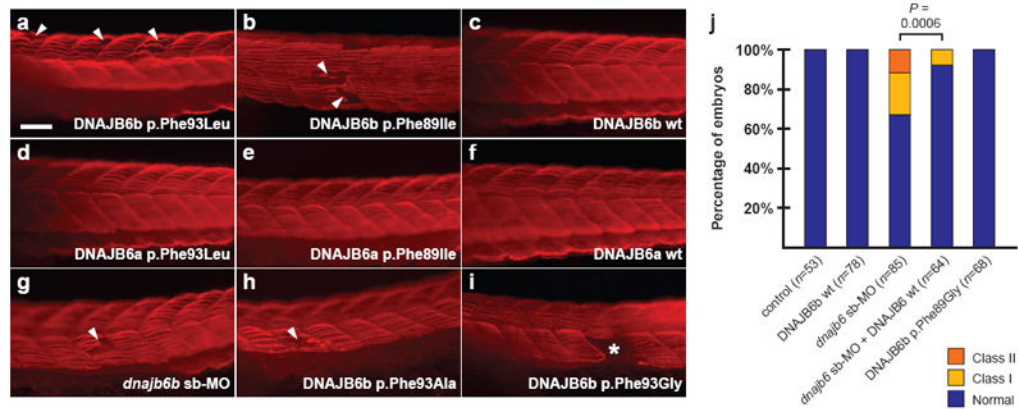 a
DNAJB6b p.Phe93Leu
b
DNAJB6b p.Phe89Ile
c
DNAJB6b wt
d
DNAJB6a p.Phe93Leu
e
DNAJB6a p.Phe89Ile
f
DNAJB6a wt
g
dnajb6b sb-MO
h
DNAJB6b p.Phe93Ala
i
*
DNAJB6b p.Phe93Gly
j
P =
0.0006
Percentage of embryos
100%
80%
60%
40%
20%
control (n=53)
DNAJB6b wt (n=78)
dnajb6 sb-MO (n=85)
dnajb6 sb-MO + DNAJB6 wt (n=64)
DNAJB6b p.Phe89Gly (n=68)
Class II
Class I
Normal